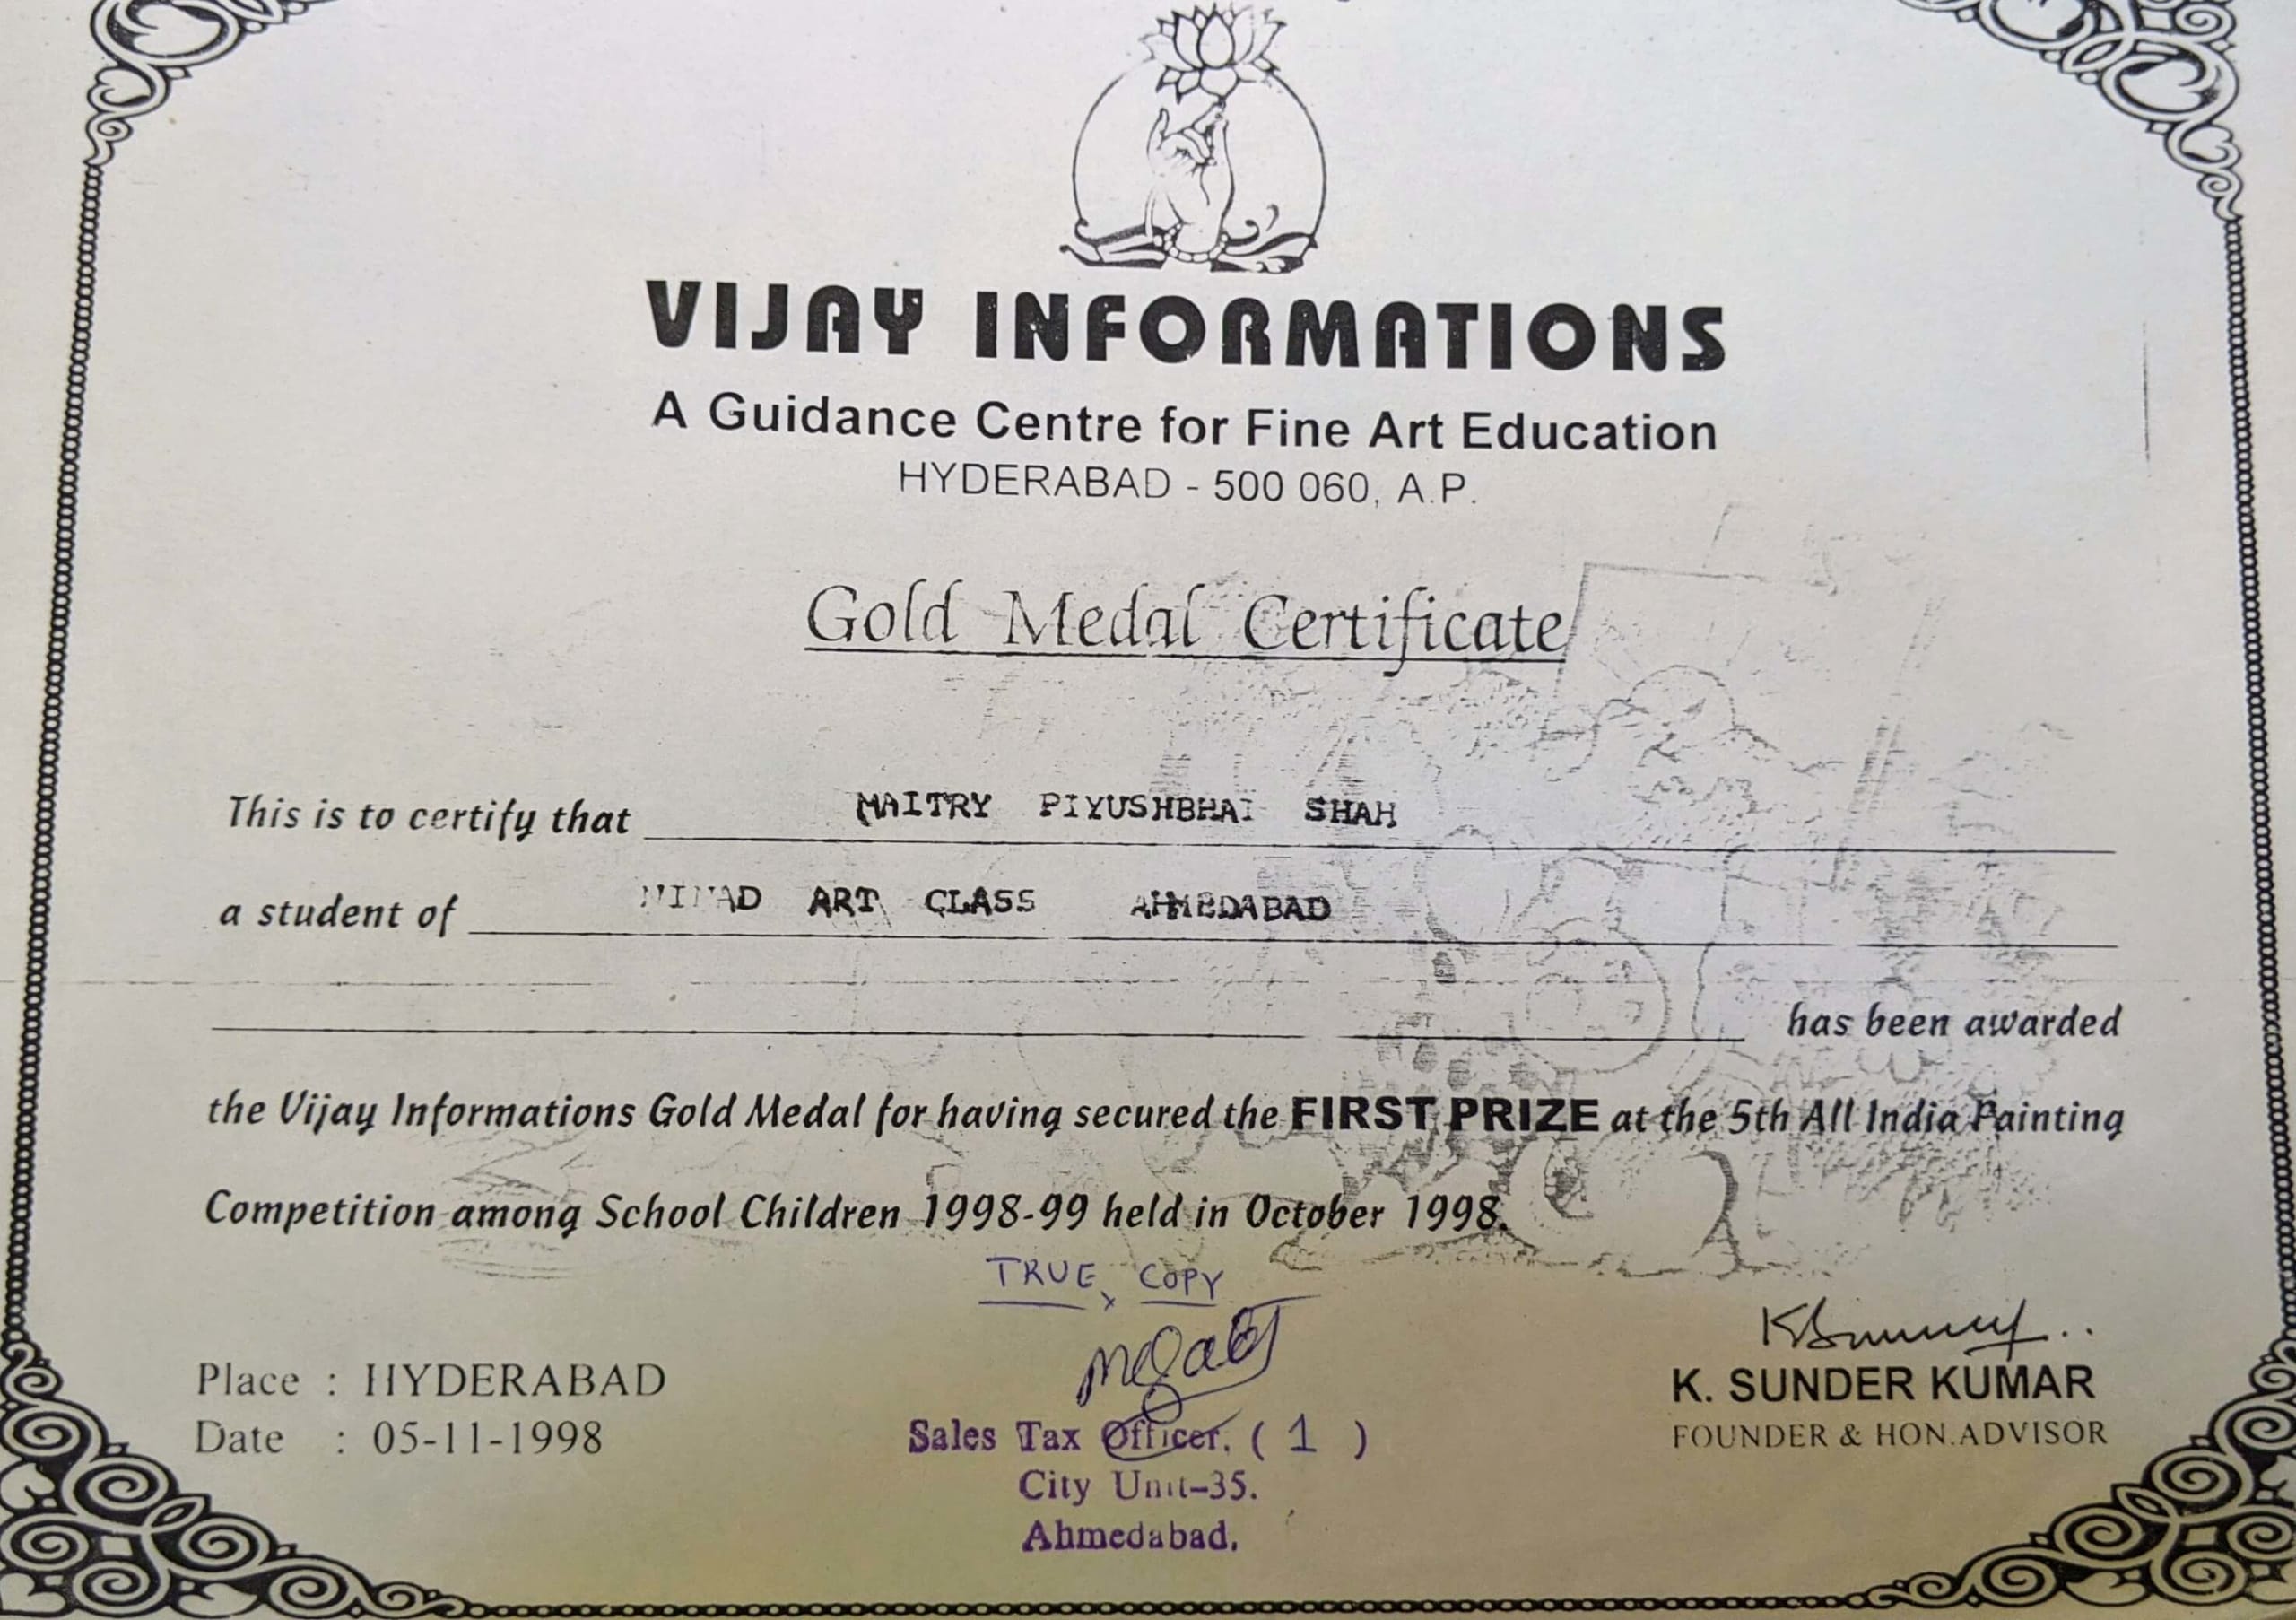 VIJAY INFORMATIONS
A Guidance Centre for Fine Art Education
HYDERABAD - 500 060, A.P.
Gold Medal Certificate
This is to certify that MAITRY PIYUSHBHAI SHAH
a student of NINAD ART CLASS AHMEDABAD
has been awarded
the Vijay Informations Gold Medal for having secured the FIRST PRIZE at the 5th All India Painting
Competition among School Children 1998-99 held in October 1998.
TRUE COPY
Place : HYDERABAD
Date : 05-11-1998
Sales Tax Officer, ( 1 )
City Unit-35.
Ahmedabad.
K. SUNDER KUMAR
FOUNDER & HON.ADVISOR